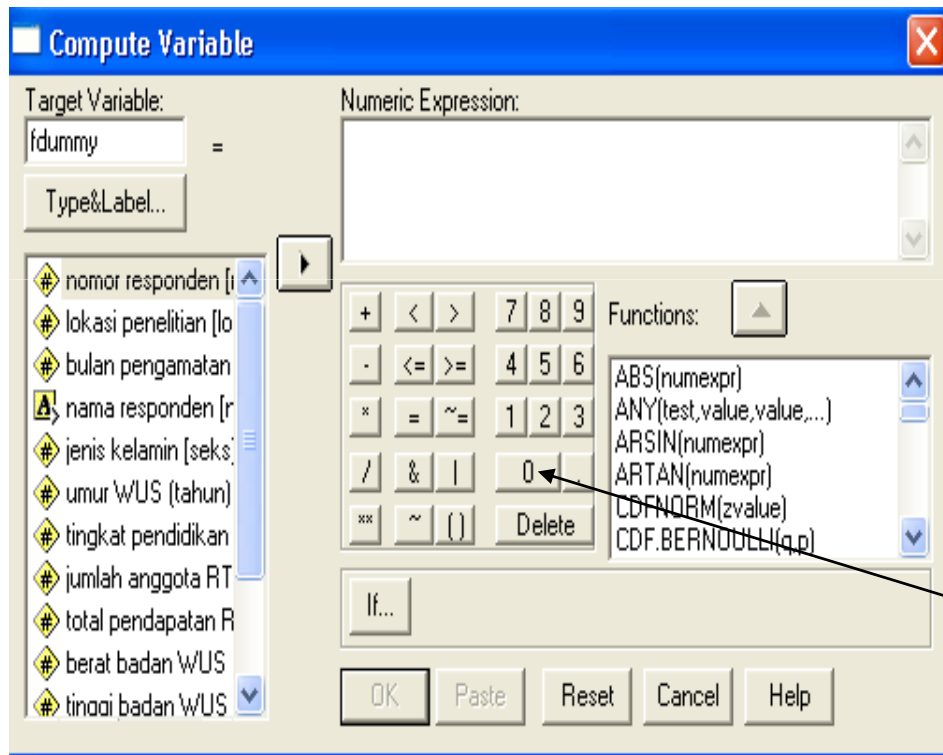 Compute Variable
Target Variable:
fdummy
=
Type&Label...
nomor responden [r
lokasi penelitian [lo
bulan pengamatan
nama responden [r
jenis kelamin [seks]
umur WUS (tahun)
tingkat pendidikan
jumlah anggota RT
total pendapatan R
berat badan WUS
tinggi badan WUS
Numeric Expression:
+ < > 7 8 9
- <= >= 4 5 6
* = ~= 1 2 3
/ & | 0 .
** ~ () Delete
Functions:
ABS(numexpr)
ANY(test,value,value,...)
ARSIN(numexpr)
ARTAN(numexpr)
CDFNORM(zvalue)
CDF.BERNOULLI(q,p)
If...
OK Paste Reset Cancel Help